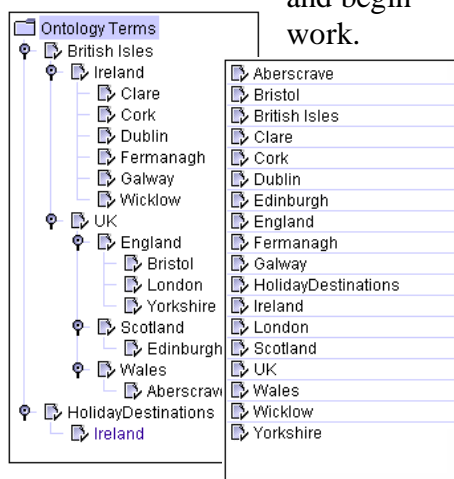 and begin
work.
Ontology Terms
British Isles
Ireland
Clare
Cork
Dublin
Fermanagh
Galway
Wicklow
UK
England
Bristol
London
Yorkshire
Scotland
Edinburgh
Wales
Aberscrav
HolidayDestinations
Ireland
Aberscrave
Bristol
British Isles
Clare
Cork
Dublin
Edinburgh
England
Fermanagh
Galway
HolidayDestinations
Ireland
London
Scotland
UK
Wales
Wicklow
Yorkshire